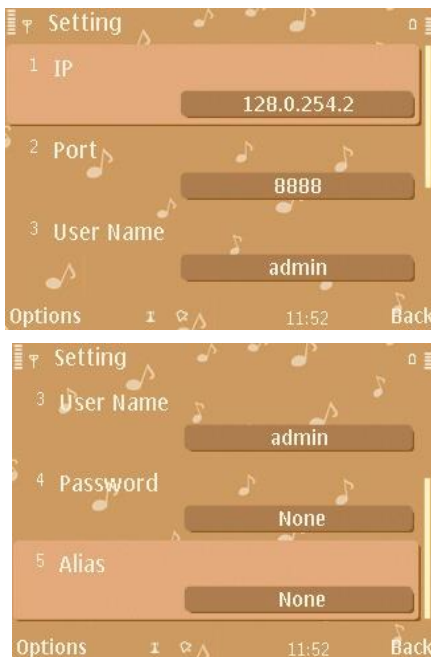 Setting
1 IP
128.0.254.2
2 Port
8888
3 User Name
admin
Options 11:52 Back
Setting
3 User Name
admin
4 Password
None
5 Alias
None
Options 11:52 Back